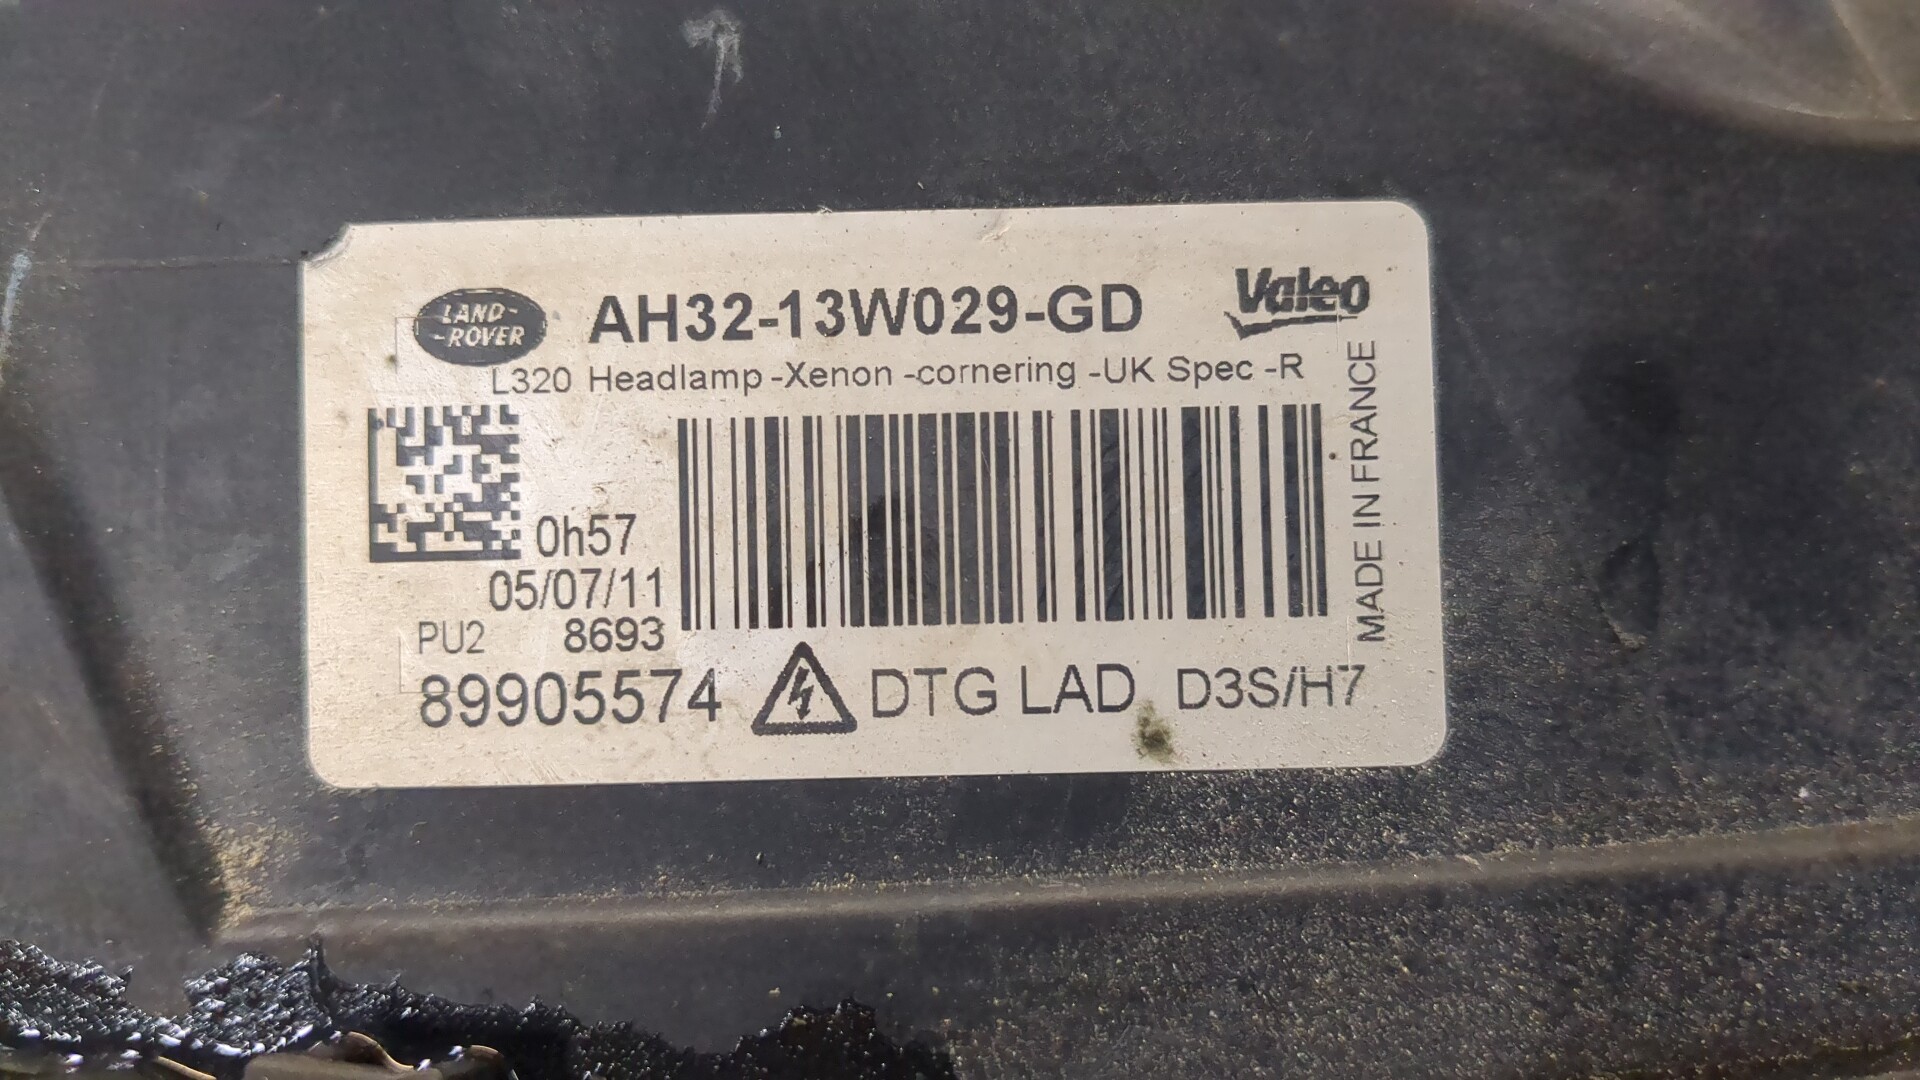 LAND-
-ROVER
AH32-13W029-GD
Valeo
L320 Headlamp -Xenon -cornering -UK Spec -R
MADE IN FRANCE
0h57
05/07/11
PU2 8693
89905574 DTG LAD D3S/H7